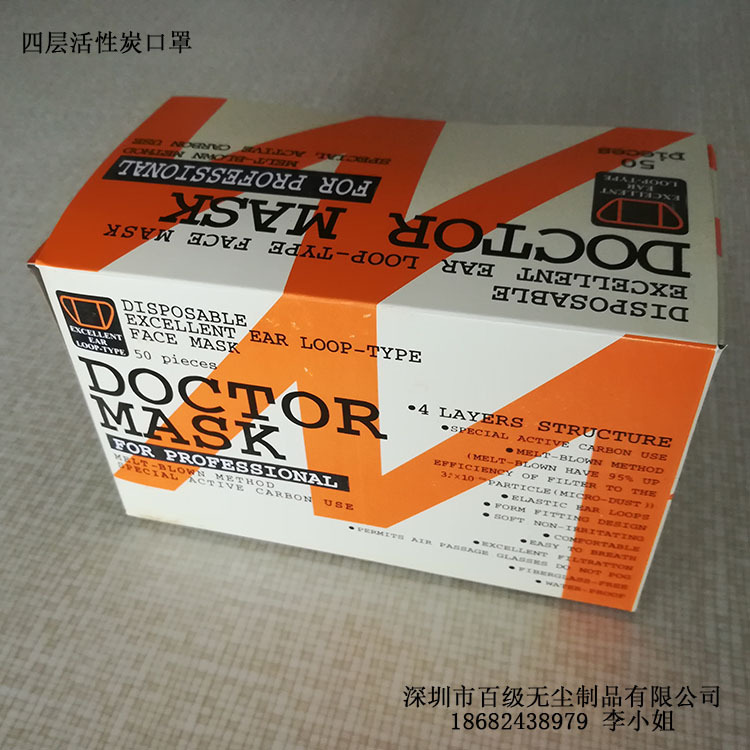 四层活性炭口罩
50
pieces
EXCELLENT
EAR
LOOP-TYPE
SPECIAL ACTIVE CARBON USE
MELT-BLOWN METHOD
FOR PROFESSIONAL
DOCTOR MASK
DISPOSABLE
EXCELLENT EAR LOOP-TYPE FACE MASK
EXCELLENT
EAR
LOOP-TYPE
DISPOSABLE
EXCELLENT EAR LOOP-TYPE
FACE MASK
50 pieces
DOCTOR
MASK
FOR PROFESSIONAL
MELT-BLOWN METHOD
SPECIAL ACTIVE CARBON USE
•4 LAYERS STRUCTURE
•SPECIAL ACTIVE CARBON USE
•MELT-BLOWN METHOD
(MELT-BLOWN HAVE 95% UP
EFFICIENCY OF FILTER TO THE
PARTICLE(MICRO-DUST))
•ELASTIC EAR LOOPS
•FORM FITTING DESIGN
•SOFT NON-IRRITATING
•COMFORTABLE
•EASY TO BREATH
•EXCELLENT FILTRATTON
•PERMITS AIR PASSAGE GLASSES DO NOT FOG
•FIBERGLASS-FREE
•WATER-PROOF
深圳市百级无尘制品有限公司
18682438979 李小姐